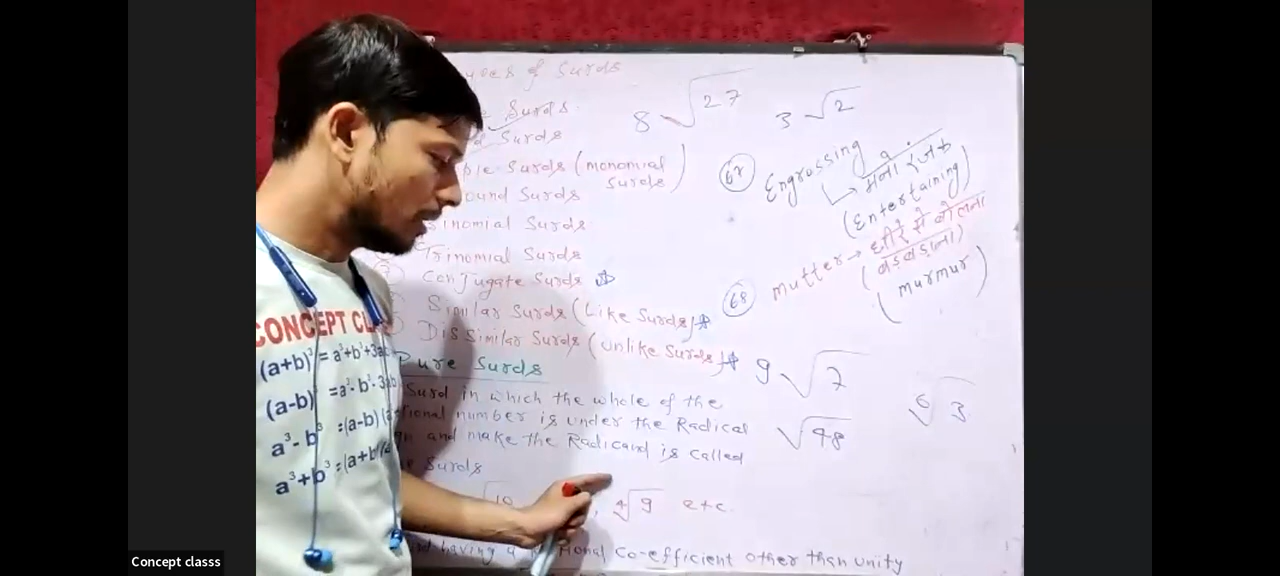 of Surds
Surds.
Surds
Surds (monomial
Surds)
Surds
Surds
Trinomial Surds
Conjugate Surds
Similar Surds (Like Surds)
Dissimilar Surds (unlike Surds)
Pure Surds
Surd in which the whole of the
number is under the Radical
and make the Radicand is called
Surds
∜9 etc.
having a Co-efficient other than unity
8 √27
3 √2
67 Engrossing
→ मनोरंजक
(Entertaining)
68 mutter → धीरे से बोलना
(बड़बड़ाना)
(murmur)
9 √7
√48
⁶√3
CONCEPT
(a+b)³ = a³+b³+3ab
(a-b)³ = a³-b³-3ab
a³-b³ = (a-b)
a³+b³ = (a+b)
Concept classs